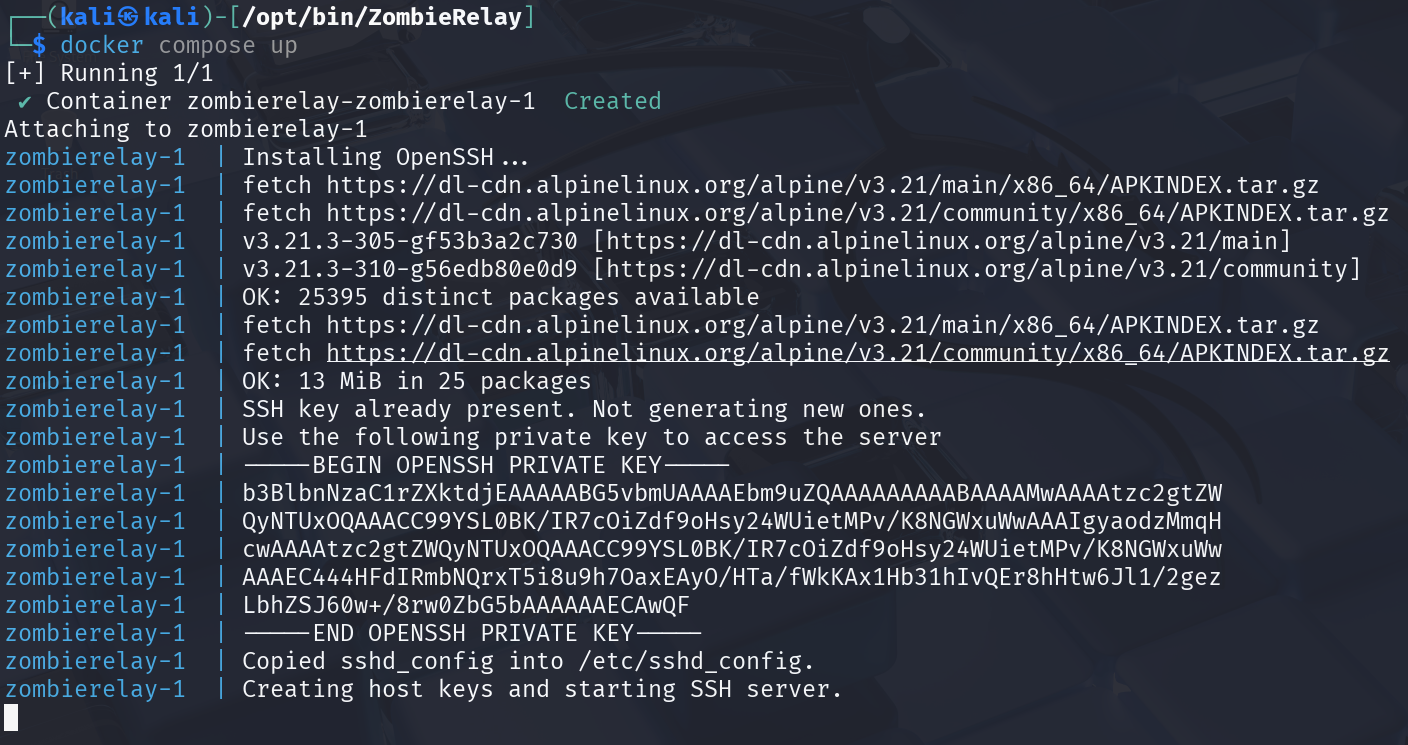 ┌──(kali㉿kali)-[/opt/bin/ZombieRelay]
└─$ docker compose up
[+] Running 1/1
 ✔ Container zombierelay-zombierelay-1  Created
Attaching to zombierelay-1
zombierelay-1  | Installing OpenSSH...
zombierelay-1  | fetch https://dl-cdn.alpinelinux.org/alpine/v3.21/main/x86_64/APKINDEX.tar.gz
zombierelay-1  | fetch https://dl-cdn.alpinelinux.org/alpine/v3.21/community/x86_64/APKINDEX.tar.gz
zombierelay-1  | v3.21.3-305-gf53b3a2c730 [https://dl-cdn.alpinelinux.org/alpine/v3.21/main]
zombierelay-1  | v3.21.3-310-g56edb80e0d9 [https://dl-cdn.alpinelinux.org/alpine/v3.21/community]
zombierelay-1  | OK: 25395 distinct packages available
zombierelay-1  | fetch https://dl-cdn.alpinelinux.org/alpine/v3.21/main/x86_64/APKINDEX.tar.gz
zombierelay-1  | fetch https://dl-cdn.alpinelinux.org/alpine/v3.21/community/x86_64/APKINDEX.tar.gz
zombierelay-1  | OK: 13 MiB in 25 packages
zombierelay-1  | SSH key already present. Not generating new ones.
zombierelay-1  | Use the following private key to access the server
zombierelay-1  | -----BEGIN OPENSSH PRIVATE KEY-----
zombierelay-1  | b3BlbnNzaC1rZXktdjEAAAAABG5vbmUAAAAEbm9uZQAAAAAAAAABAAAAMwAAAAtzc2gtZW
zombierelay-1  | QyNTUxOQAAACC99YSL0BK/IR7cOiZdf9oHsy24WUietMPv/K8NGWxuWwAAAIgyaodzMmqH
zombierelay-1  | cwAAAAtzc2gtZWQyNTUxOQAAACC99YSL0BK/IR7cOiZdf9oHsy24WUietMPv/K8NGWxuWw
zombierelay-1  | AAAEC444HFdIRmbNQrxT5i8u9h7OaxEAyO/HTa/fWkKAx1Hb31hIvQEr8hHtw6Jl1/2gez
zombierelay-1  | LbhZSJ60w+/8rw0ZbG5bAAAAAAECAwQF
zombierelay-1  | -----END OPENSSH PRIVATE KEY-----
zombierelay-1  | Copied sshd_config into /etc/sshd_config.
zombierelay-1  | Creating host keys and starting SSH server.